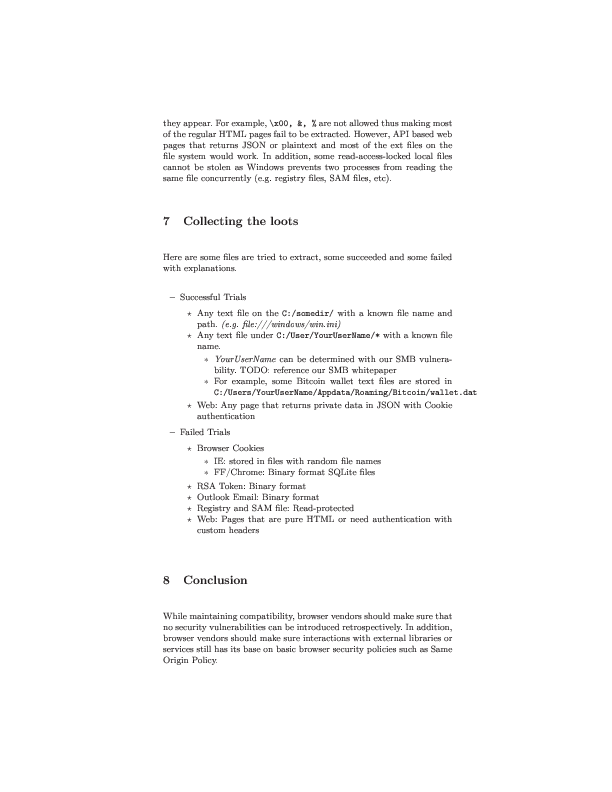 they appear. For example, \x00, &, % are not allowed thus making most
of the regular HTML pages fail to be extracted. However, API based web
pages that returns JSON or plaintext and most of the ext files on the
file system would work. In addition, some read-access-locked local files
cannot be stolen as Windows prevents two processes from reading the
same file concurrently (e.g. registry files, SAM files, etc).
7 Collecting the loots
Here are some files are tried to extract, some succeeded and some failed
with explanations.
– Successful Trials
⋆ Any text file on the C:/somedir/ with a known file name and
path. (e.g. file:///windows/win.ini)
⋆ Any text file under C:/User/YourUserName/* with a known file
name.
∗ YourUserName can be determined with our SMB vulnera-
bility. TODO: reference our SMB whitepaper
∗ For example, some Bitcoin wallet text files are stored in
C:/Users/YourUserName/Appdata/Roaming/Bitcoin/wallet.dat
⋆ Web: Any page that returns private data in JSON with Cookie
authentication
– Failed Trials
⋆ Browser Cookies
∗ IE: stored in files with random file names
∗ FF/Chrome: Binary format SQLite files
⋆ RSA Token: Binary format
⋆ Outlook Email: Binary format
⋆ Registry and SAM file: Read-protected
⋆ Web: Pages that are pure HTML or need authentication with
custom headers
8 Conclusion
While maintaining compatibility, browser vendors should make sure that
no security vulnerabilities can be introduced retrospectively. In addition,
browser vendors should make sure interactions with external libraries or
services still has its base on basic browser security policies such as Same
Origin Policy.